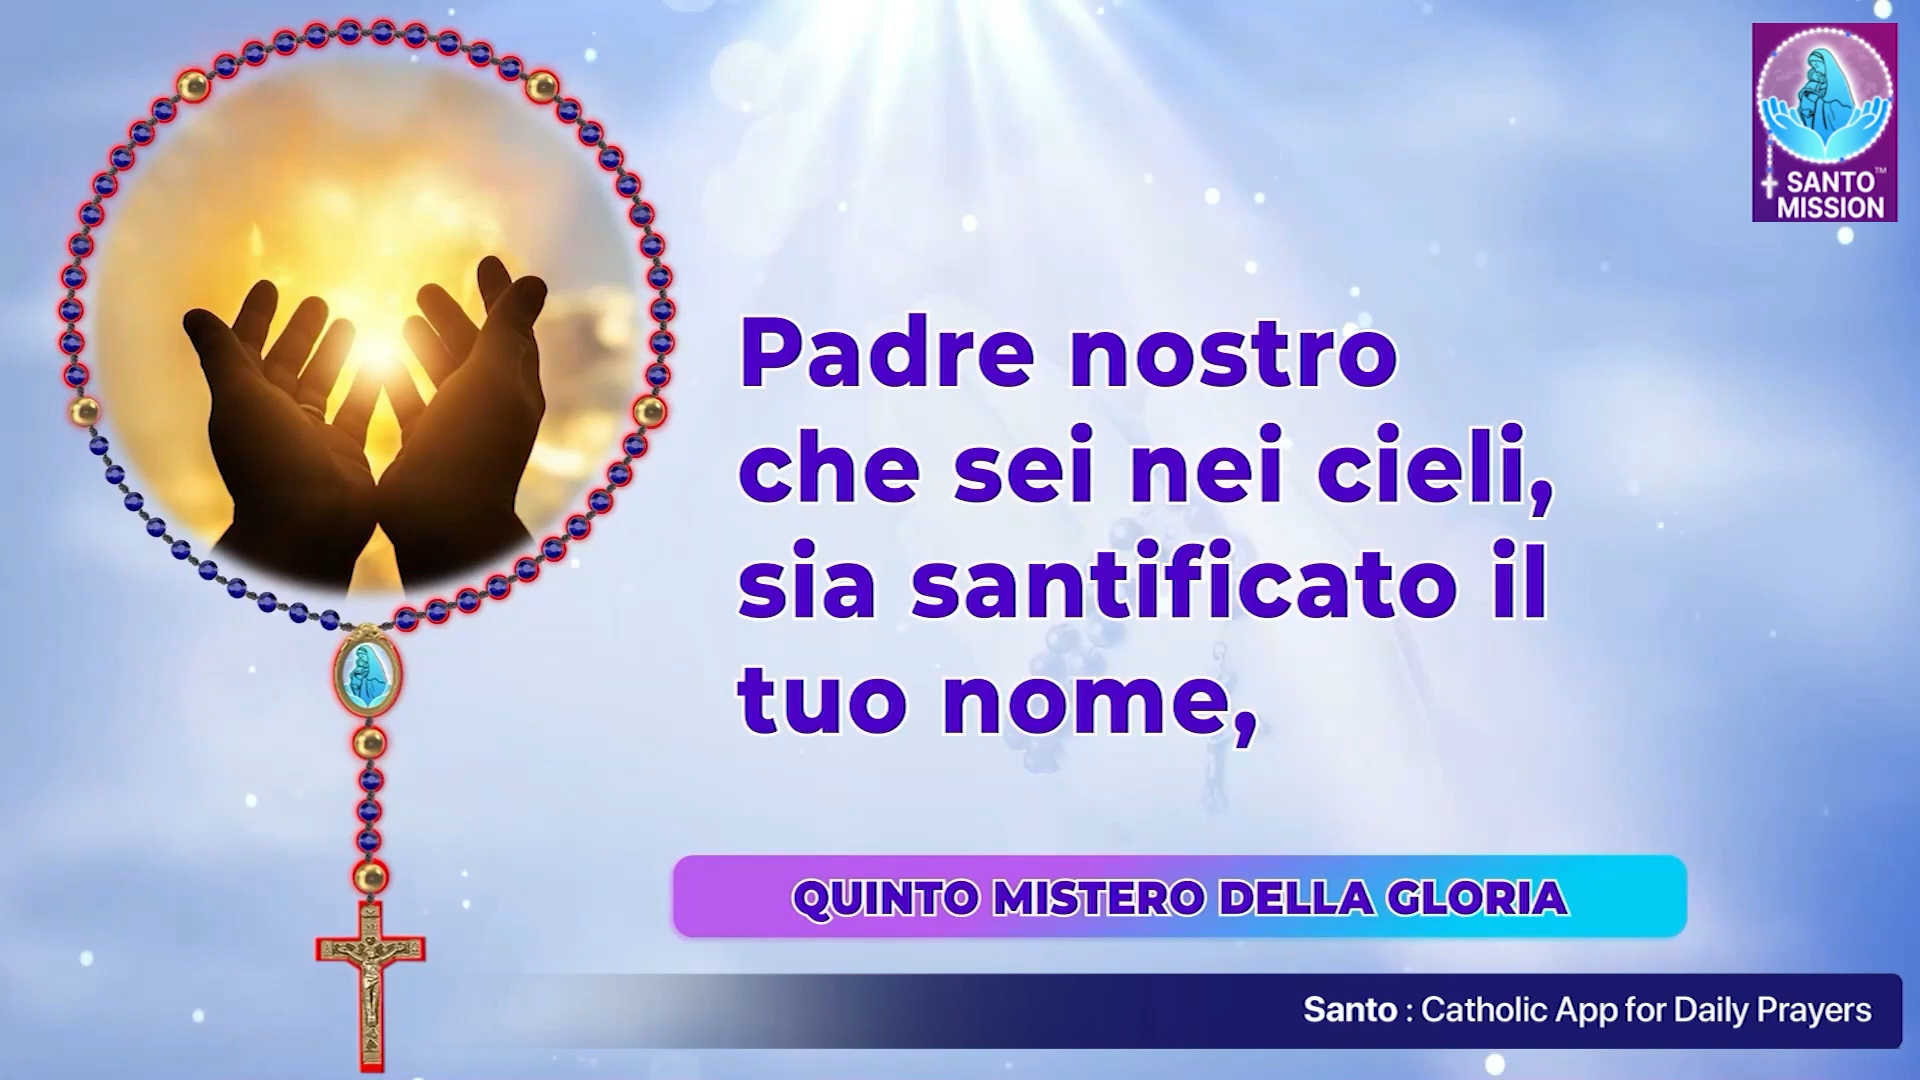 SANTO™
MISSION
Padre nostro
che sei nei cieli,
sia santificato il
tuo nome,
QUINTO MISTERO DELLA GLORIA
Santo : Catholic App for Daily Prayers